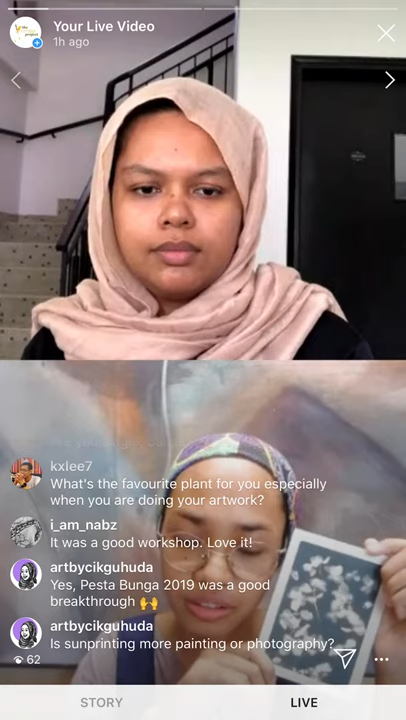 Your Live Video
1h ago
kxlee7
What's the favourite plant for you especially
when you are doing your artwork?
i_am_nabz
It was a good workshop. Love it!
artbycikguhuda
Yes, Pesta Bunga 2019 was a good
breakthrough 🙌
artbycikguhuda
Is sunprinting more painting or photography?
62
STORY
LIVE